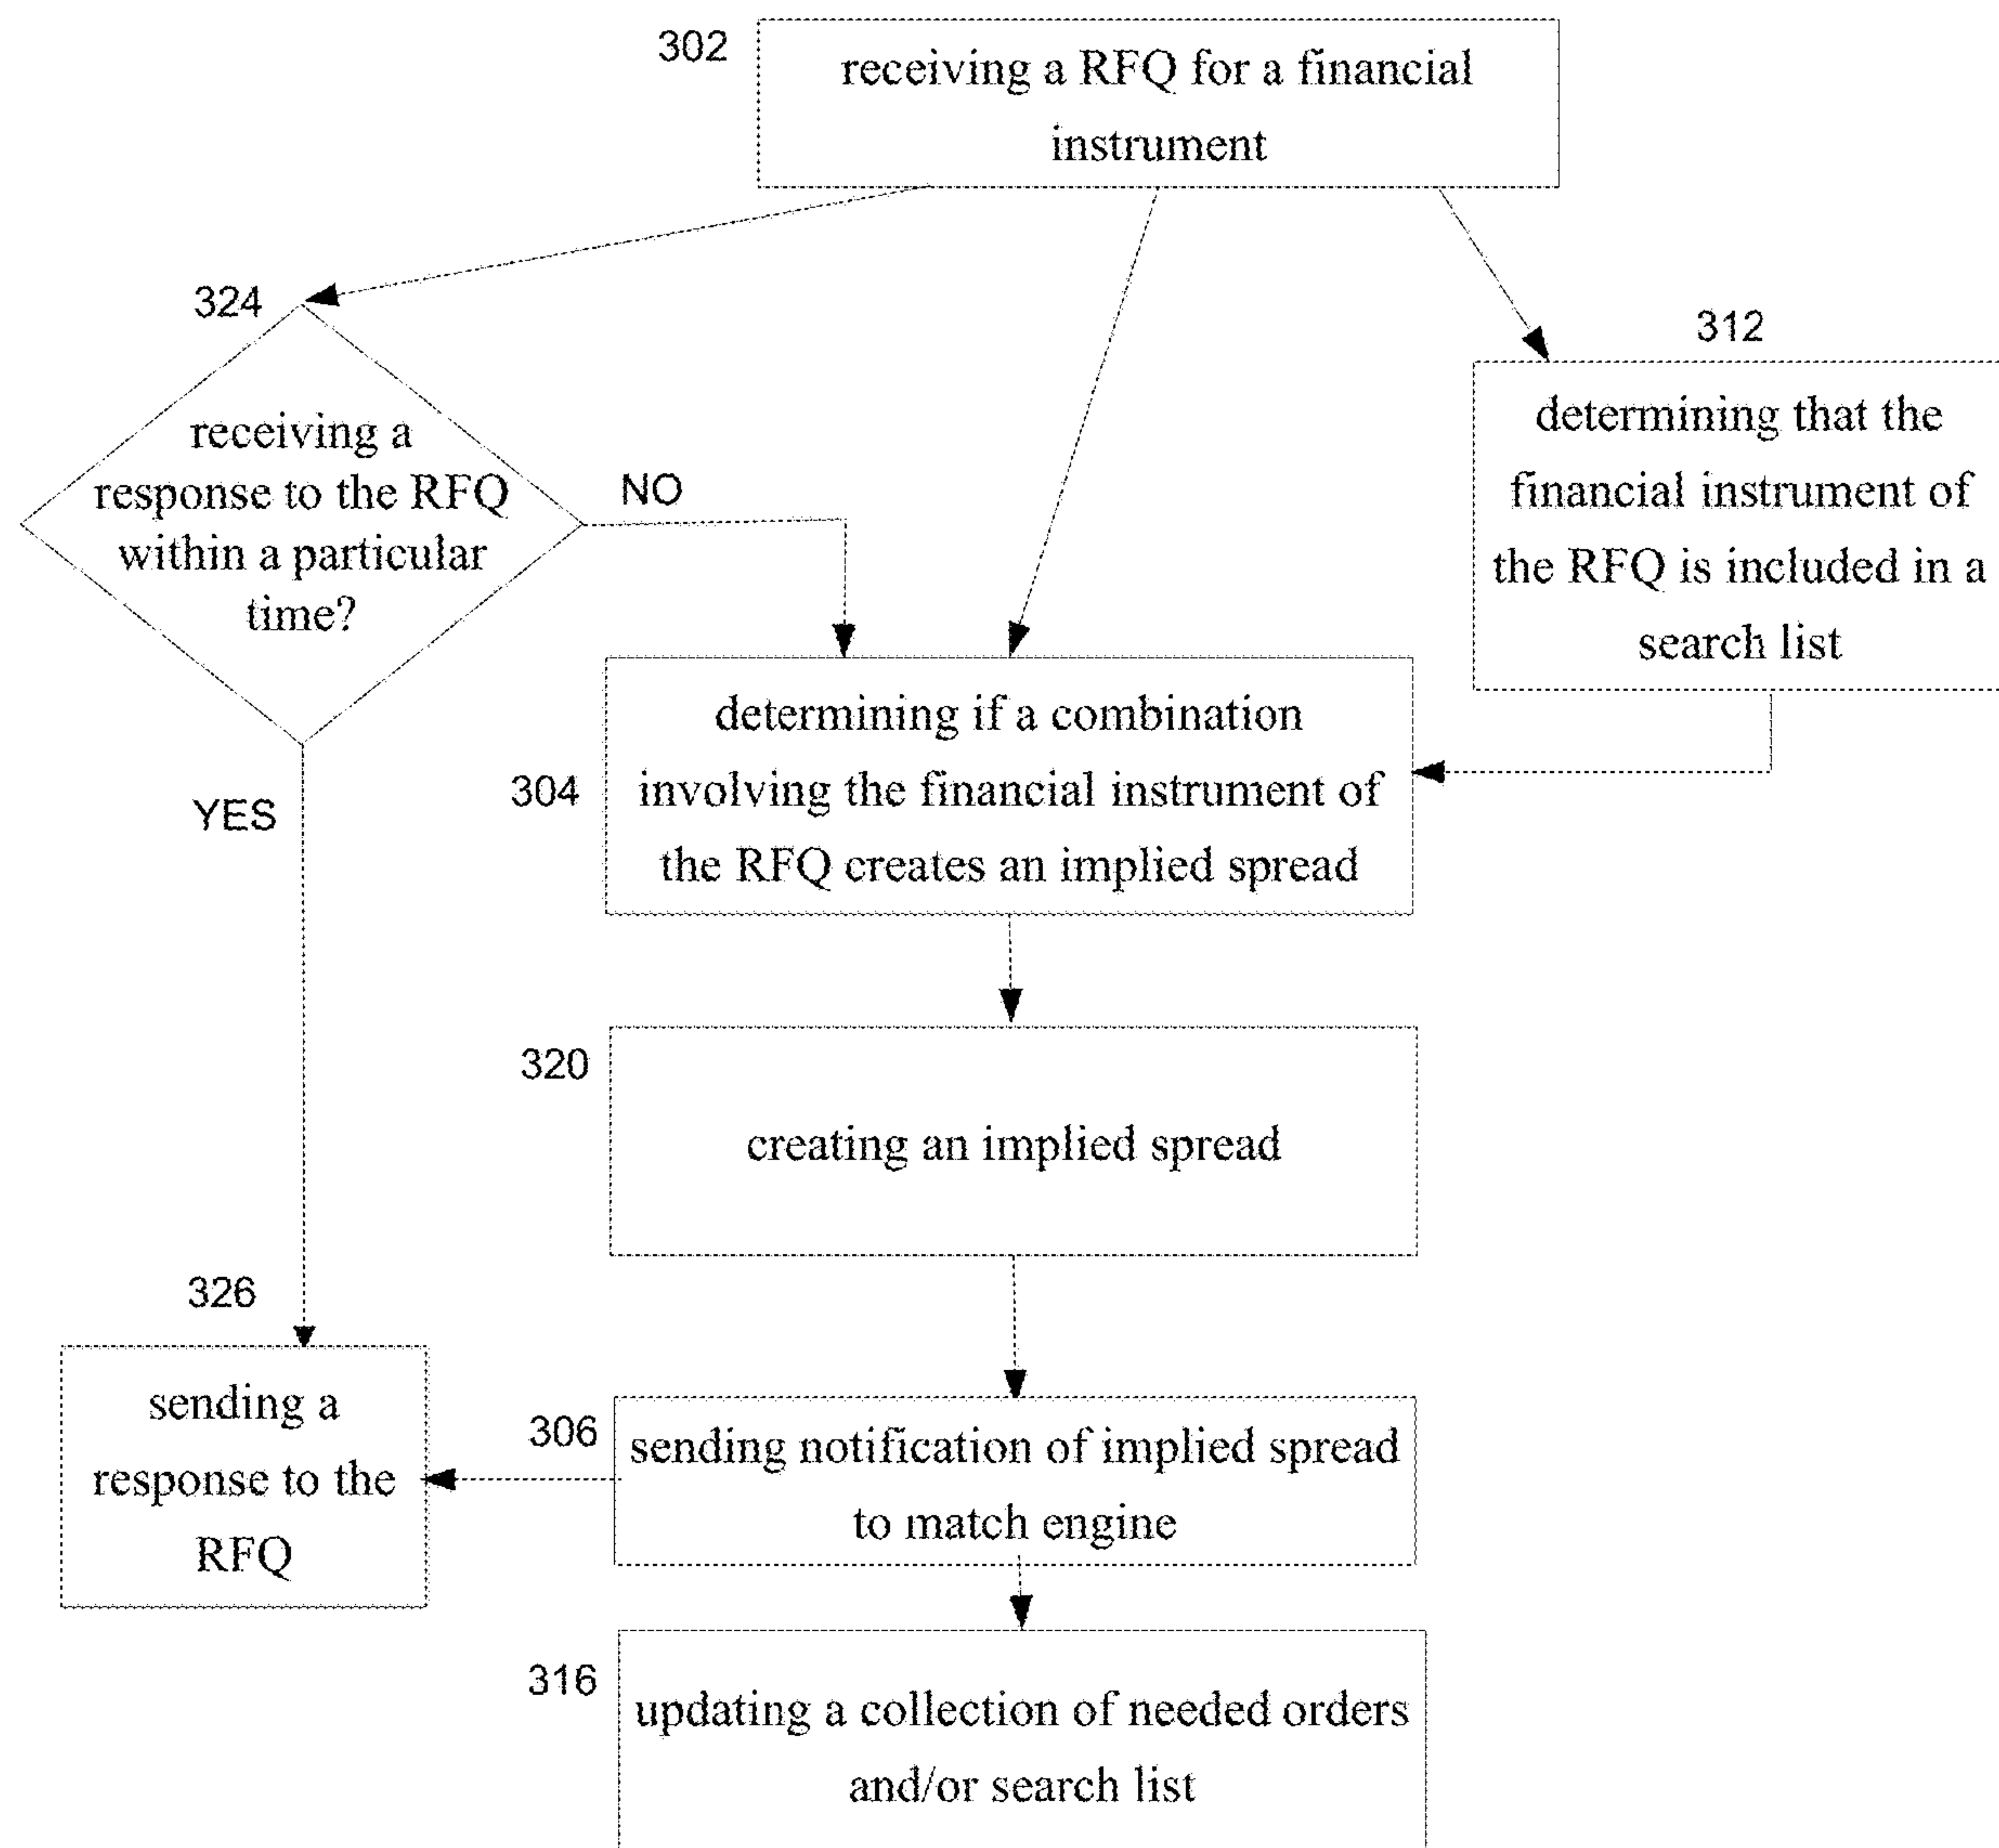 302
receiving a RFQ for a financial
instrument
324
receiving a
response to the RFQ
within a particular
time?
NO
YES
312
determining that the
financial instrument of
the RFQ is included in a
search list
304
determining if a combination
involving the financial instrument of
the RFQ creates an implied spread
320
creating an implied spread
326
sending a
response to the
RFQ
306
sending notification of implied spread
to match engine
316
updating a collection of needed orders
and/or search list